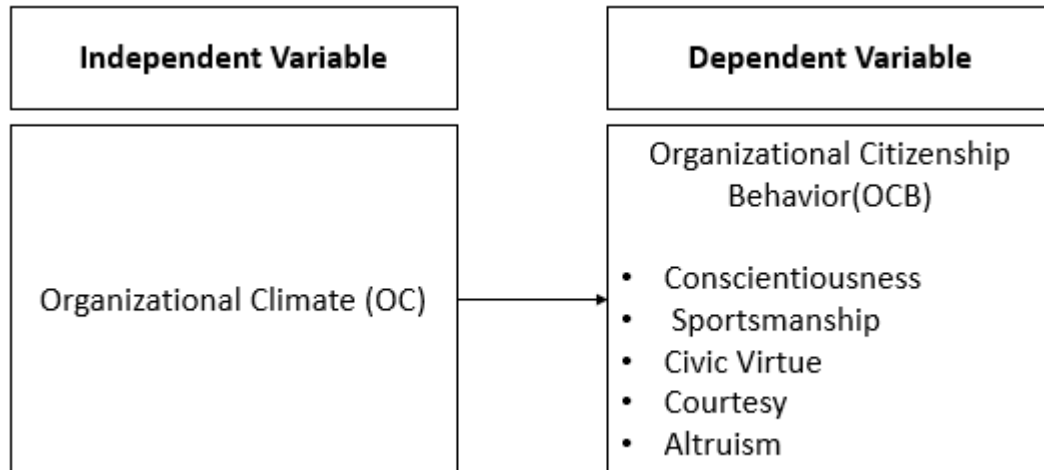 Independent Variable
Dependent Variable
Organizational Climate (OC)
Organizational Citizenship
Behavior(OCB)
• Conscientiousness
• Sportsmanship
• Civic Virtue
• Courtesy
• Altruism